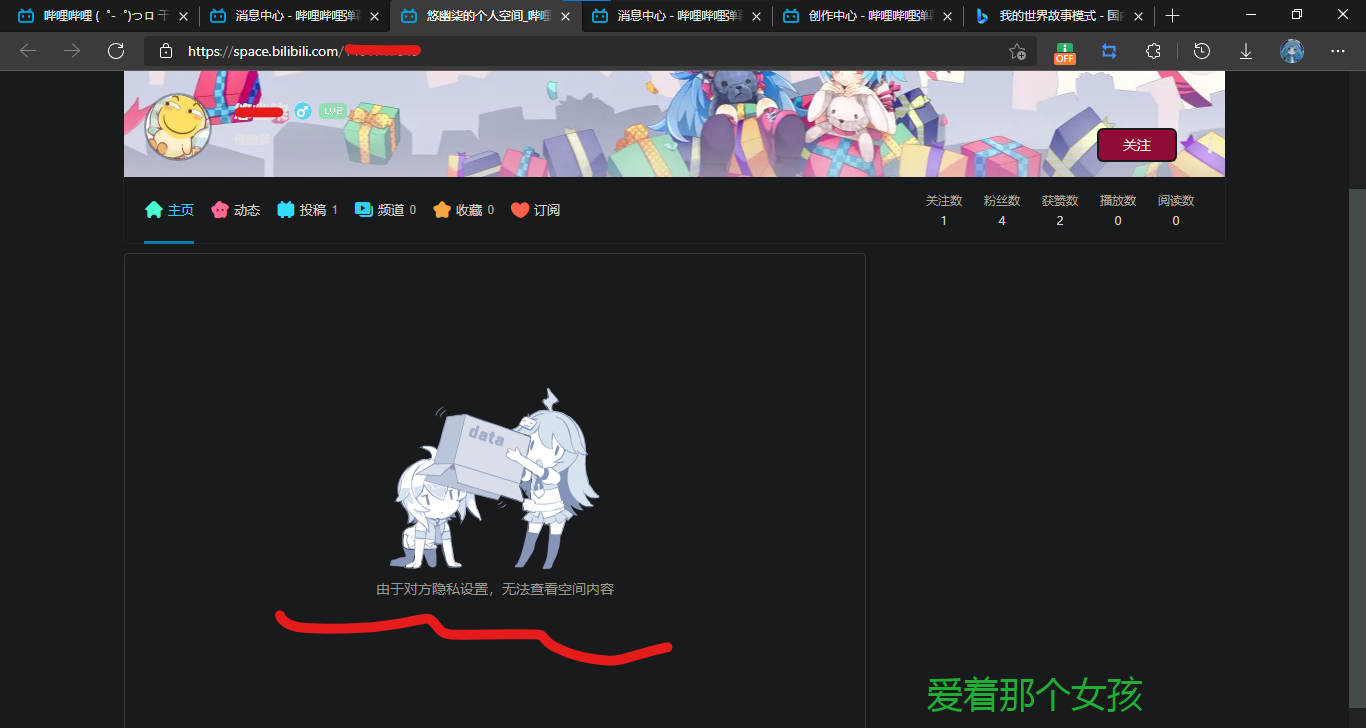 哔哩哔哩 (゜-゜)つロ 干
消息中心 - 哔哩哔哩弹幕
悠幽柒的个人空间_哔哩
消息中心 - 哔哩哔哩弹幕
创作中心 - 哔哩哔哩弹幕
我的世界故事模式 - 国内
https://space.bilibili.com/
OFF
LV2
关注
主页
动态
投稿 1
频道 0
收藏 0
订阅
关注数 粉丝数 获赞数 播放数 阅读数
1 4 2 0 0
data
由于对方隐私设置，无法查看空间内容
爱着那个女孩